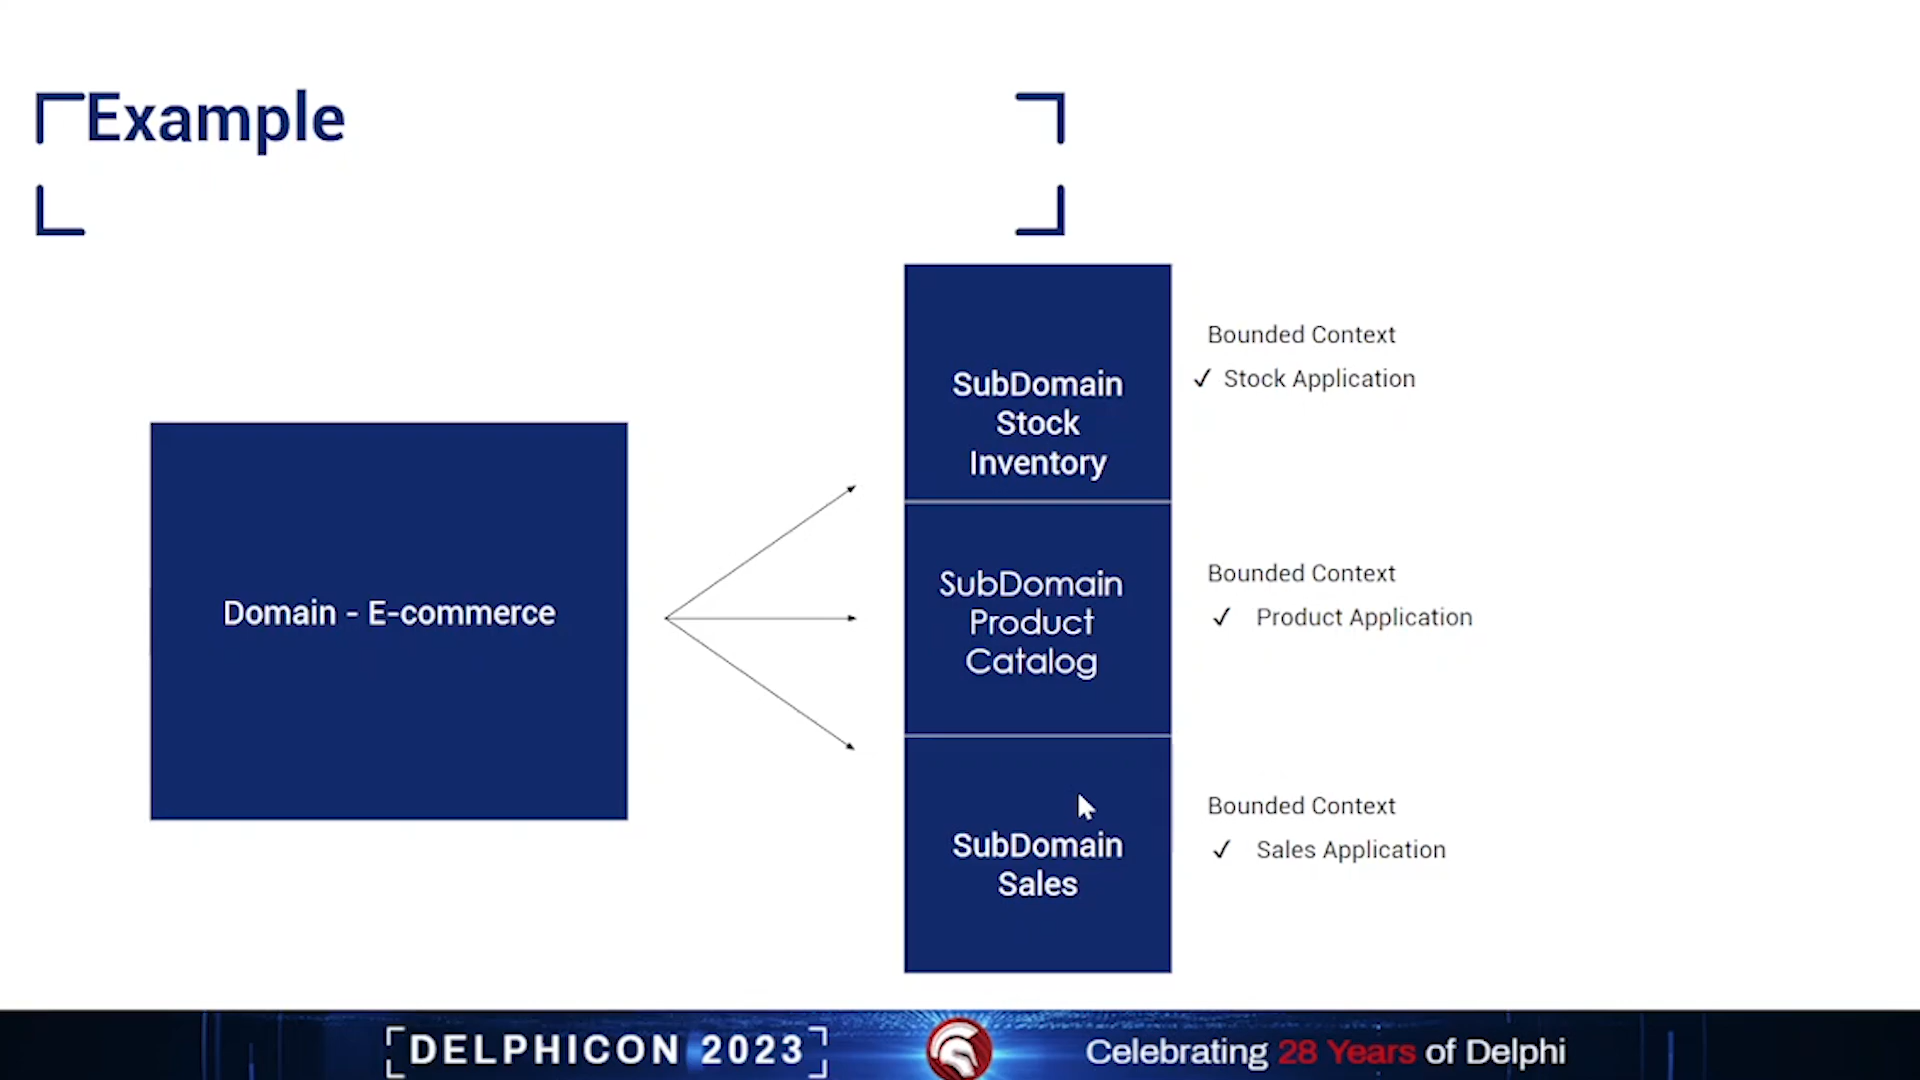 Example
Domain - E-commerce
SubDomain
Stock
Inventory
Bounded Context
✓ Stock Application
SubDomain
Product
Catalog
Bounded Context
✓ Product Application
SubDomain
Sales
Bounded Context
✓ Sales Application
DELPHICON 2023
Celebrating 28 Years of Delphi